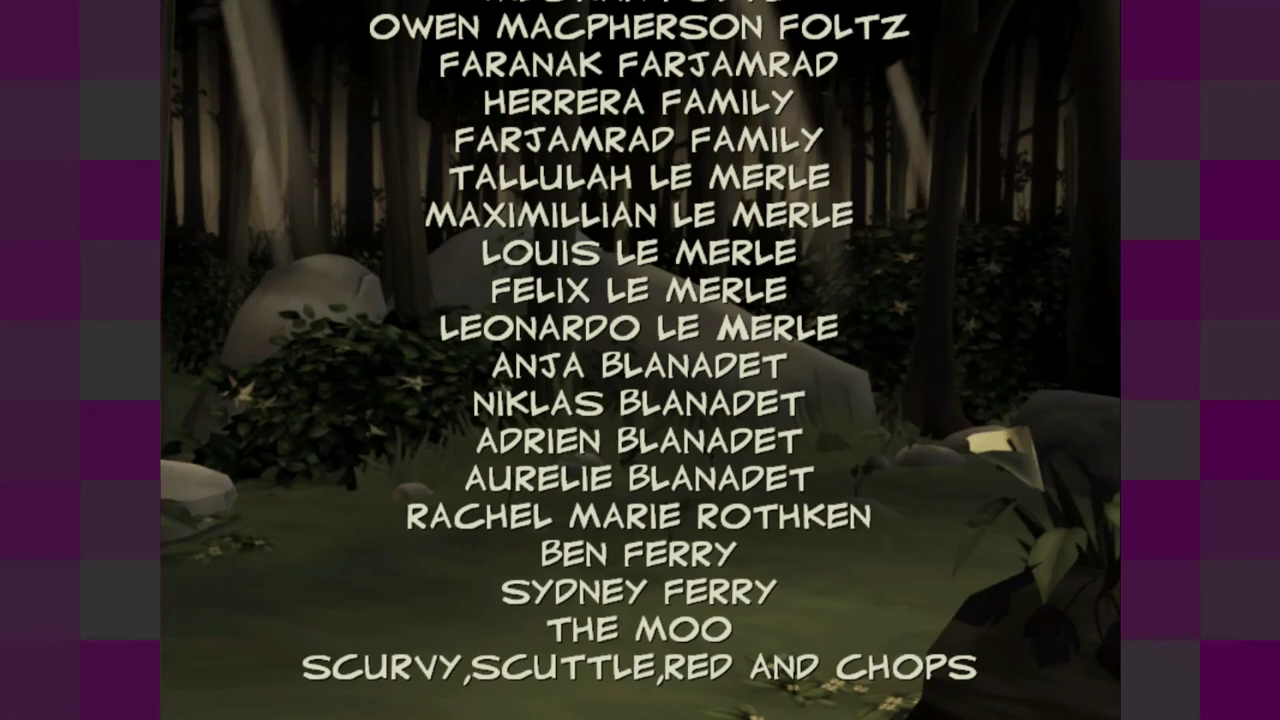 OWEN MACPHERSON FOLTZ
FARANAK FARJAMRAD
HERRERA FAMILY
FARJAMRAD FAMILY
TALLULAH LE MERLE
MAXIMILLIAN LE MERLE
LOUIS LE MERLE
FELIX LE MERLE
LEONARDO LE MERLE
ANJA BLANADET
NIKLAS BLANADET
ADRIEN BLANADET
AURELIE BLANADET
RACHEL MARIE ROTHKEN
BEN FERRY
SYDNEY FERRY
THE MOO
SCURVY,SCUTTLE,RED AND CHOPS